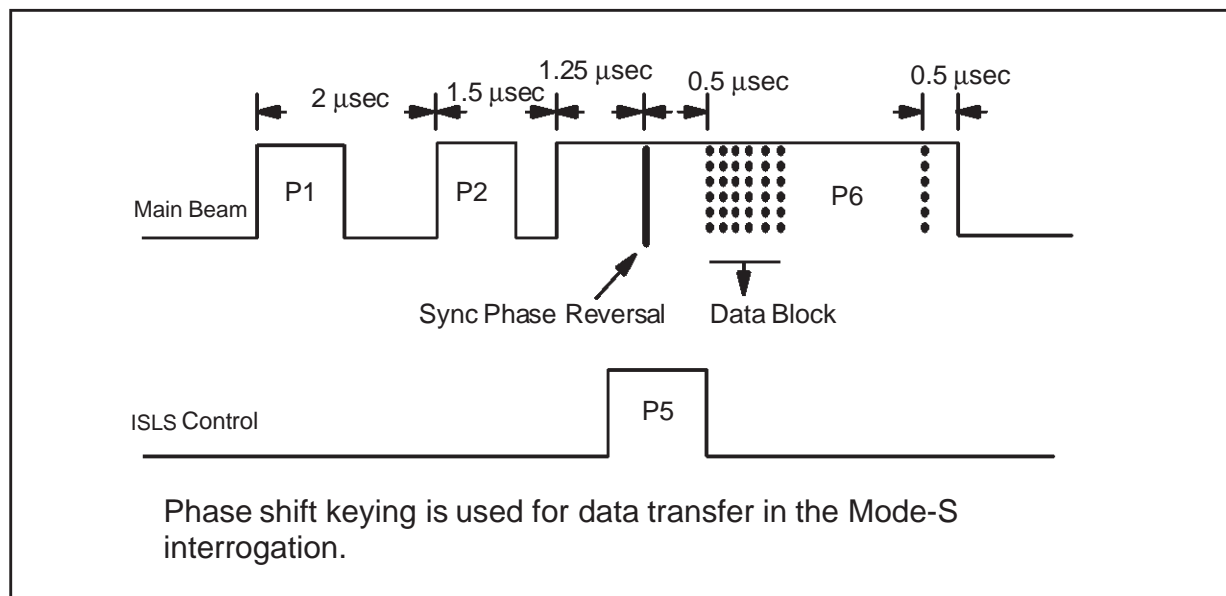 1.25 μsec
0.5 μsec
0.5 μsec
2 μsec
1.5 μsec
P1
P2
P6
Main Beam
Sync Phase Reversal
Data Block
P5
ISLS Control
Phase shift keying is used for data transfer in the Mode-S
interrogation.